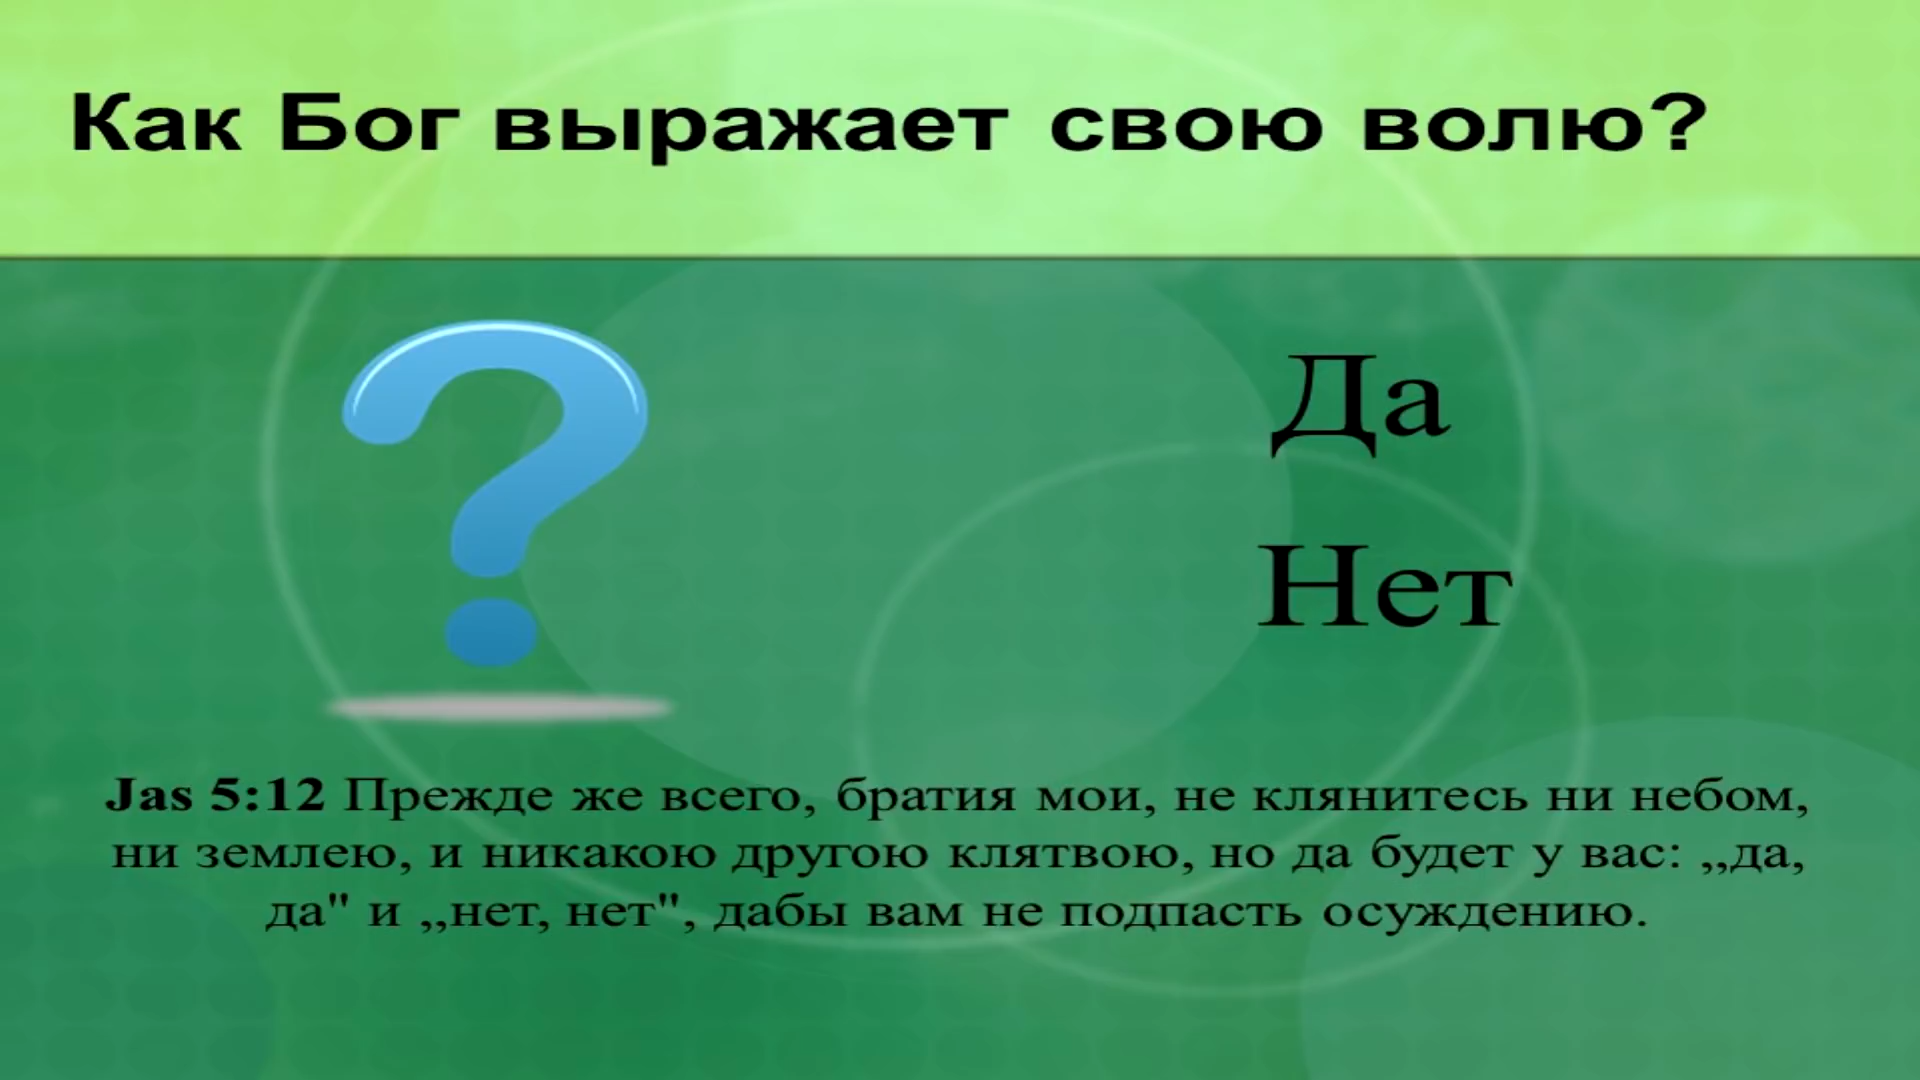 Как Бог выражает свою волю?
Да
Нет
Jas 5:12 Прежде же всего, братия мои, не клянитесь ни небом,
ни землею, и никакою другою клятвою, но да будет у вас: ,,да,
да" и ,,нет, нет", дабы вам не подпасть осуждению.